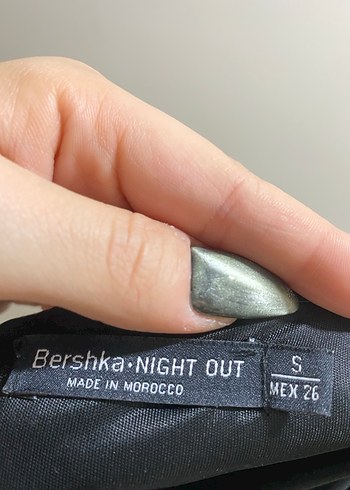 Bershka·NIGHT OUT
MADE IN MOROCCO
S
MEX 26